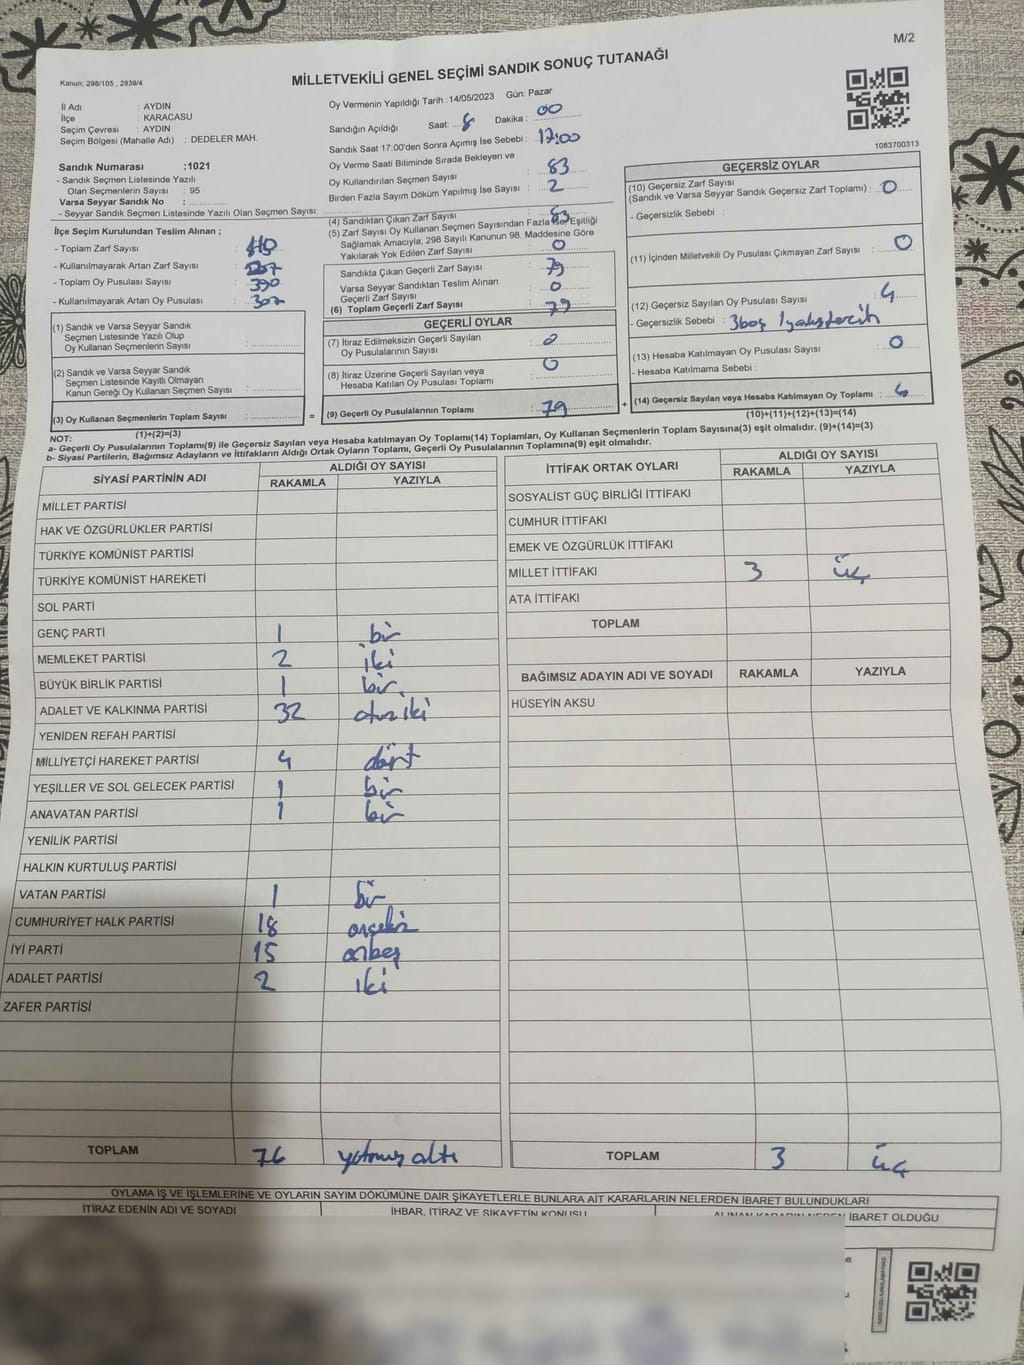 M/2
Kanun: 298/105 , 2839/4
MİLLETVEKİLİ GENEL SEÇİMİ SANDIK SONUÇ TUTANAĞI
İl Adı : AYDIN
İlçe : KARACASU
Seçim Çevresi : AYDIN
Seçim Bölgesi (Mahalle Adı) : DEDELER MAH.
Sandık Numarası :1021
- Sandık Seçmen Listesinde Yazılı
Olan Seçmenlerin Sayısı : 95
Varsa Seyyar Sandık No :
- Seyyar Sandık Seçmen Listesinde Yazılı Olan Seçmen Sayısı:
İlçe Seçim Kurulundan Teslim Alınan ;
- Toplam Zarf Sayısı :
- Kullanılmayarak Artan Zarf Sayısı :
- Toplam Oy Pusulası Sayısı : 390
- Kullanılmayarak Artan Oy Pusulası : 307
Oy Vermenin Yapıldığı Tarih :14/05/2023 Gün: Pazar
Sandığın Açıldığı Saat: 8 Dakika : 00
Sandık Saat 17:00'den Sonra Açımış İse Sebebi : 17:00
Oy Verme Saati Bitiminde Sırada Bekleyen ve
Oy Kullandırılan Seçmen Sayısı : 83
Birden Fazla Sayım Döküm Yapılmış İse Sayısı : 2
(4) Sandıktan Çıkan Zarf Sayısı : 83
(5) Zarf Sayısı Oy Kullanan Seçmen Sayısından Fazla ise, Eşitliği
Sağlamak Amacıyla; 298 Sayılı Kanunun 98. Maddesine Göre
Yakılarak Yok Edilen Zarf Sayısı : 0
Sandıkta Çıkan Geçerli Zarf Sayısı : 79
Varsa Seyyar Sandıktan Teslim Alınan
Geçerli Zarf Sayısı : 0
(6) Toplam Geçerli Zarf Sayısı : 79
1083700313
GEÇERSİZ OYLAR
(10) Geçersiz Zarf Sayısı
(Sandık ve Varsa Seyyar Sandık Geçersiz Zarf Toplamı) : 0
- Geçersizlik Sebebi :
(11) İçinden Milletvekili Oy Pusulası Çıkmayan Zarf Sayısı : 0
(12) Geçersiz Sayılan Oy Pusulası Sayısı : 4
- Geçersizlik Sebebi : 3 boş 1 yanlış tercih
(13) Hesaba Katılmayan Oy Pusulası Sayısı : 0
- Hesaba Katılmama Sebebi :
(14) Geçersiz Sayılan veya Hesaba Katılmayan Oy Toplamı : 4
(10)+(11)+(12)+(13)=(14)
(1) Sandık ve Varsa Seyyar Sandık
Seçmen Listesinde Yazılı Olup
Oy Kullanan Seçmenlerin Sayısı :
(2) Sandık ve Varsa Seyyar Sandık
Seçmen Listesinde Kayıtlı Olmayan
Kanun Gereği Oy Kullanan Seçmen Sayısı :
(3) Oy Kullanan Seçmenlerin Toplam Sayısı :
(1)+(2)=(3)
=
GEÇERLİ OYLAR
(7) İtiraz Edilmeksizin Geçerli Sayılan
Oy Pusulalarının Sayısı : 0
(8) İtiraz Üzerine Geçerli Sayılan veya
Hesaba Katılan Oy Pusulası Toplamı : 0
(9) Geçerli Oy Pusulalarının Toplamı : 79
+
NOT:
a- Geçerli Oy Pusulalarının Toplamı(9) ile Geçersiz Sayılan veya Hesaba katılmayan Oy Toplamı(14) Toplamları, Oy Kullanan Seçmenlerin Toplam Sayısına(3) eşit olmalıdır. (9)+(14)=(3)
b- Siyasi Partilerin, Bağımsız Adayların ve İttifakların Aldığı Ortak Oyların Toplamı, Geçerli Oy Pusulalarının Toplamına(9) eşit olmalıdır.
SİYASİ PARTİNİN ADI ALDIĞI OY SAYISI
RAKAMLA YAZIYLA
MİLLET PARTİSİ
HAK VE ÖZGÜRLÜKLER PARTİSİ
TÜRKİYE KOMÜNİST PARTİSİ
TÜRKİYE KOMÜNİST HAREKETİ
SOL PARTİ
GENÇ PARTİ 1 bir
MEMLEKET PARTİSİ 2 iki
BÜYÜK BİRLİK PARTİSİ 1 bir
ADALET VE KALKINMA PARTİSİ 32 otuz iki
YENİDEN REFAH PARTİSİ
MİLLİYETÇİ HAREKET PARTİSİ 4 dört
YEŞİLLER VE SOL GELECEK PARTİSİ 1 bir
ANAVATAN PARTİSİ 1 bir
YENİLİK PARTİSİ
HALKIN KURTULUŞ PARTİSİ
VATAN PARTİSİ 1 bir
CUMHURİYET HALK PARTİSİ 18 onsekiz
İYİ PARTİ 15 onbeş
ADALET PARTİSİ 2 iki
ZAFER PARTİSİ
TOPLAM 76 yetmiş altı
İTTİFAK ORTAK OYLARI ALDIĞI OY SAYISI
RAKAMLA YAZIYLA
SOSYALİST GÜÇ BİRLİĞİ İTTİFAKI
CUMHUR İTTİFAKI
EMEK VE ÖZGÜRLÜK İTTİFAKI
MİLLET İTTİFAKI 3 üç
ATA İTTİFAKI
TOPLAM
BAĞIMSIZ ADAYIN ADI VE SOYADI RAKAMLA YAZIYLA
HÜSEYİN AKSU
TOPLAM 3 üç
OYLAMA İŞ VE İŞLEMLERİNE VE OYLARIN SAYIM DÖKÜMÜNE DAİR ŞİKAYETLERLE BUNLARA AİT KARARLARIN NELERDEN İBARET BULUNDUKLARI
İTİRAZ EDENİN ADI VE SOYADI İHBAR, İTİRAZ VE ŞİKAYETİN KONUSU ALINAN KARARIN NEDEN İBARET OLDUĞU